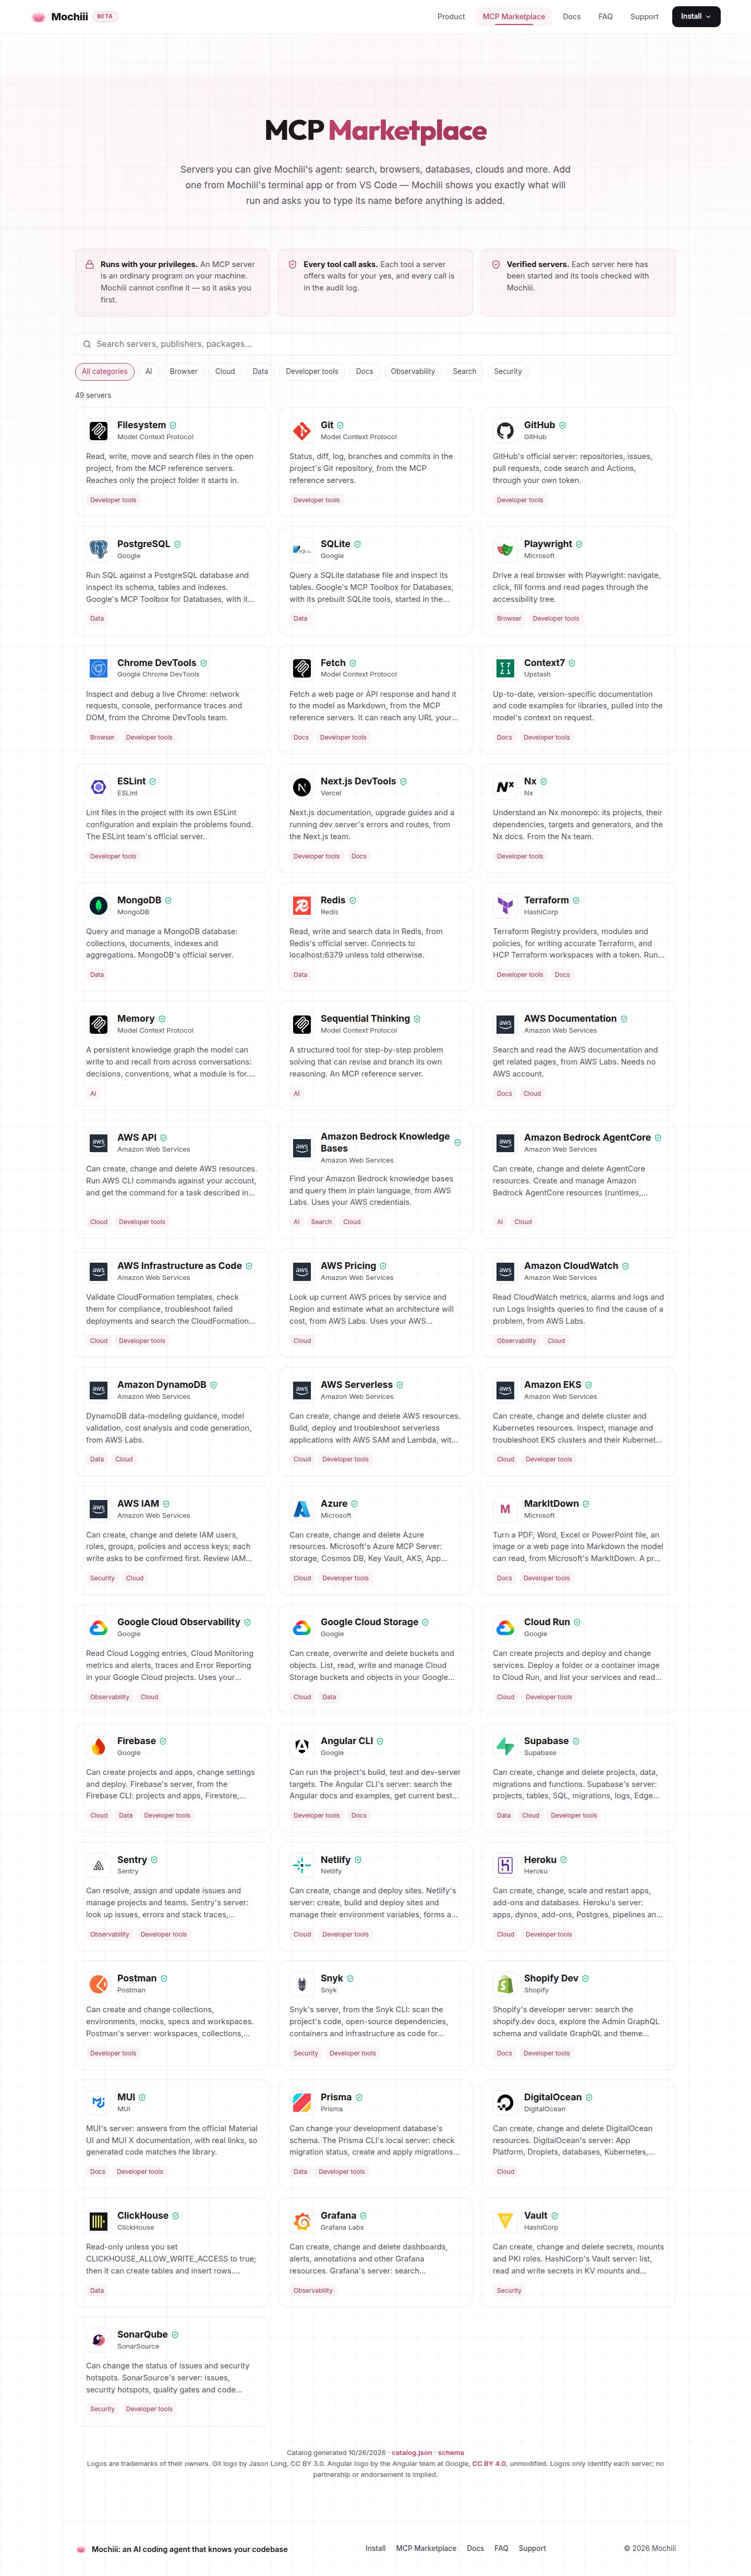 Mochiii BETA
Product MCP Marketplace Docs FAQ Support Install
MCP Marketplace
Servers you can give Mochiii's agent: search, browsers, databases, clouds and more. Add
one from Mochiii's terminal app or from VS Code — Mochiii shows you exactly what will
run and asks you to type its name before anything is added.
Runs with your privileges. An MCP server
is an ordinary program on your machine.
Mochiii cannot confine it — so it asks you
first.
Every tool call asks. Each tool a server
offers waits for your yes, and every call is
in the audit log.
Verified servers. Each server here has
been started and its tools checked with
Mochiii.
Search servers, publishers, packages...
All categories AI Browser Cloud Data Developer tools Docs Observability Search Security
49 servers
Filesystem
Model Context Protocol
Read, write, move and search files in the open
project, from the MCP reference servers.
Reaches only the project folder it starts in.
Developer tools
Git
Model Context Protocol
Status, diff, log, branches and commits in the
project's Git repository, from the MCP
reference servers.
Developer tools
GitHub
GitHub
GitHub's official server: repositories, issues,
pull requests, code search and Actions,
through your own token.
Developer tools
PostgreSQL
Google
Run SQL against a PostgreSQL database and
inspect its schema, tables and indexes.
Google's MCP Toolbox for Databases, with it...
Data
SQLite
Google
Query a SQLite database file and inspect its
tables. Google's MCP Toolbox for Databases,
with its prebuilt SQLite tools, started in the...
Data
Playwright
Microsoft
Drive a real browser with Playwright: navigate,
click, fill forms and read pages through the
accessibility tree.
Browser Developer tools
Chrome DevTools
Google Chrome DevTools
Inspect and debug a live Chrome: network
requests, console, performance traces and
DOM, from the Chrome DevTools team.
Browser Developer tools
Fetch
Model Context Protocol
Fetch a web page or API response and hand it
to the model as Markdown, from the MCP
reference servers. It can reach any URL your...
Docs Developer tools
Context7
Upstash
Up-to-date, version-specific documentation
and code examples for libraries, pulled into the
model's context on request.
Docs Developer tools
ESLint
ESLint
Lint files in the project with its own ESLint
configuration and explain the problems found.
The ESLint team's official server.
Developer tools
Next.js DevTools
Vercel
Next.js documentation, upgrade guides and a
running dev server's errors and routes, from
the Next.js team.
Developer tools Docs
Nx
Nx
Understand an Nx monorepo: its projects, their
dependencies, targets and generators, and the
Nx docs. From the Nx team.
Developer tools
MongoDB
MongoDB
Query and manage a MongoDB database:
collections, documents, indexes and
aggregations. MongoDB's official server.
Data
Redis
Redis
Read, write and search data in Redis, from
Redis's official server. Connects to
localhost:6379 unless told otherwise.
Data
Terraform
HashiCorp
Terraform Registry providers, modules and
policies, for writing accurate Terraform, and
HCP Terraform workspaces with a token. Run...
Developer tools Docs
Memory
Model Context Protocol
A persistent knowledge graph the model can
write to and recall from across conversations:
decisions, conventions, what a module is for....
AI
Sequential Thinking
Model Context Protocol
A structured tool for step-by-step problem
solving that can revise and branch its own
reasoning. An MCP reference server.
AI
AWS Documentation
Amazon Web Services
Search and read the AWS documentation and
get related pages, from AWS Labs. Needs no
AWS account.
Docs Cloud
AWS API
Amazon Web Services
Can create, change and delete AWS resources.
Run AWS CLI commands against your account,
and get the command for a task described in...
Cloud Developer tools
Amazon Bedrock Knowledge
Bases
Amazon Web Services
Find your Amazon Bedrock knowledge bases
and query them in plain language, from AWS
Labs. Uses your AWS credentials.
AI Search Cloud
Amazon Bedrock AgentCore
Amazon Web Services
Can create, change and delete AgentCore
resources. Create and manage Amazon
Bedrock AgentCore resources (runtimes,...
AI Cloud
AWS Infrastructure as Code
Amazon Web Services
Validate CloudFormation templates, check
them for compliance, troubleshoot failed
deployments and search the CloudFormation...
Cloud Developer tools
AWS Pricing
Amazon Web Services
Look up current AWS prices by service and
Region and estimate what an architecture will
cost, from AWS Labs. Uses your AWS...
Cloud
Amazon CloudWatch
Amazon Web Services
Read CloudWatch metrics, alarms and logs and
run Logs Insights queries to find the cause of a
problem, from AWS Labs.
Observability Cloud
Amazon DynamoDB
Amazon Web Services
DynamoDB data-modeling guidance, model
validation, cost analysis and code generation,
from AWS Labs.
Data Cloud
AWS Serverless
Amazon Web Services
Can create, change and delete AWS resources.
Build, deploy and troubleshoot serverless
applications with AWS SAM and Lambda, wit...
Cloud Developer tools
Amazon EKS
Amazon Web Services
Can create, change and delete cluster and
Kubernetes resources. Inspect, manage and
troubleshoot EKS clusters and their Kubernet...
Cloud Developer tools
AWS IAM
Amazon Web Services
Can create, change and delete IAM users,
roles, groups, policies and access keys; each
write asks to be confirmed first. Review IAM...
Security Cloud
Azure
Microsoft
Can create, change and delete Azure
resources. Microsoft's Azure MCP Server:
storage, Cosmos DB, Key Vault, AKS, App...
Cloud Developer tools
MarkItDown
Microsoft
Turn a PDF, Word, Excel or PowerPoint file, an
image or a web page into Markdown the model
can read, from Microsoft's MarkItDown. A pr...
Docs Developer tools
Google Cloud Observability
Google
Read Cloud Logging entries, Cloud Monitoring
metrics and alerts, traces and Error Reporting
in your Google Cloud projects. Uses your...
Observability Cloud
Google Cloud Storage
Google
Can create, overwrite and delete buckets and
objects. List, read, write and manage Cloud
Storage buckets and objects in your Google...
Cloud Data
Cloud Run
Google
Can create projects and deploy and change
services. Deploy a folder or a container image
to Cloud Run, and list your services and read...
Cloud Developer tools
Firebase
Google
Can create projects and apps, change settings
and deploy. Firebase's server, from the
Firebase CLI: projects and apps, Firestore,...
Cloud Data Developer tools
Angular CLI
Google
Can run the project's build, test and dev-server
targets. The Angular CLI's server: search the
Angular docs and examples, get current best...
Developer tools Docs
Supabase
Supabase
Can create, change and delete projects, data,
migrations and functions. Supabase's server:
projects, tables, SQL, migrations, logs, Edge...
Data Cloud Developer tools
Sentry
Sentry
Can resolve, assign and update issues and
manage projects and teams. Sentry's server:
look up issues, errors and stack traces,...
Observability Developer tools
Netlify
Netlify
Can create, change and deploy sites. Netlify's
server: create, build and deploy sites and
manage their environment variables, forms a...
Cloud Developer tools
Heroku
Heroku
Can create, change, scale and restart apps,
add-ons and databases. Heroku's server:
apps, dynos, add-ons, Postgres, pipelines an...
Cloud Developer tools
Postman
Postman
Can create and change collections,
environments, mocks, specs and workspaces.
Postman's server: workspaces, collections,...
Developer tools
Snyk
Snyk
Snyk's server, from the Snyk CLI: scan the
project's code, open-source dependencies,
containers and infrastructure as code for...
Security Developer tools
Shopify Dev
Shopify
Shopify's developer server: search the
shopify.dev docs, explore the Admin GraphQL
schema and validate GraphQL and theme...
Docs Developer tools
MUI
MUI
MUI's server: answers from the official Material
UI and MUI X documentation, with real links, so
generated code matches the library.
Docs Developer tools
Prisma
Prisma
Can change your development database's
schema. The Prisma CLI's local server: check
migration status, create and apply migrations...
Data Developer tools
DigitalOcean
DigitalOcean
Can create, change and delete DigitalOcean
resources. DigitalOcean's server: App
Platform, Droplets, databases, Kubernetes,...
Cloud
ClickHouse
ClickHouse
Read-only unless you set
CLICKHOUSE_ALLOW_WRITE_ACCESS to true;
then it can create tables and insert rows....
Data
Grafana
Grafana Labs
Can create, change and delete dashboards,
alerts, annotations and other Grafana
resources. Grafana's server: search...
Observability
Vault
HashiCorp
Can create, change and delete secrets, mounts
and PKI roles. HashiCorp's Vault server: list,
read and write secrets in KV mounts and...
Security
SonarQube
SonarSource
Can change the status of issues and security
hotspots. SonarSource's server: issues,
security hotspots, quality gates and code...
Security Developer tools
Catalog generated 10/26/2026 · catalog.json · schema
Logos are trademarks of their owners. Git logo by Jason Long, CC BY 3.0. Angular logo by the Angular team at Google, CC BY 4.0, unmodified. Logos only identify each server; no
partnership or endorsement is implied.
Mochiii: an AI coding agent that knows your codebase
Install MCP Marketplace Docs FAQ Support
© 2026 Mochiii